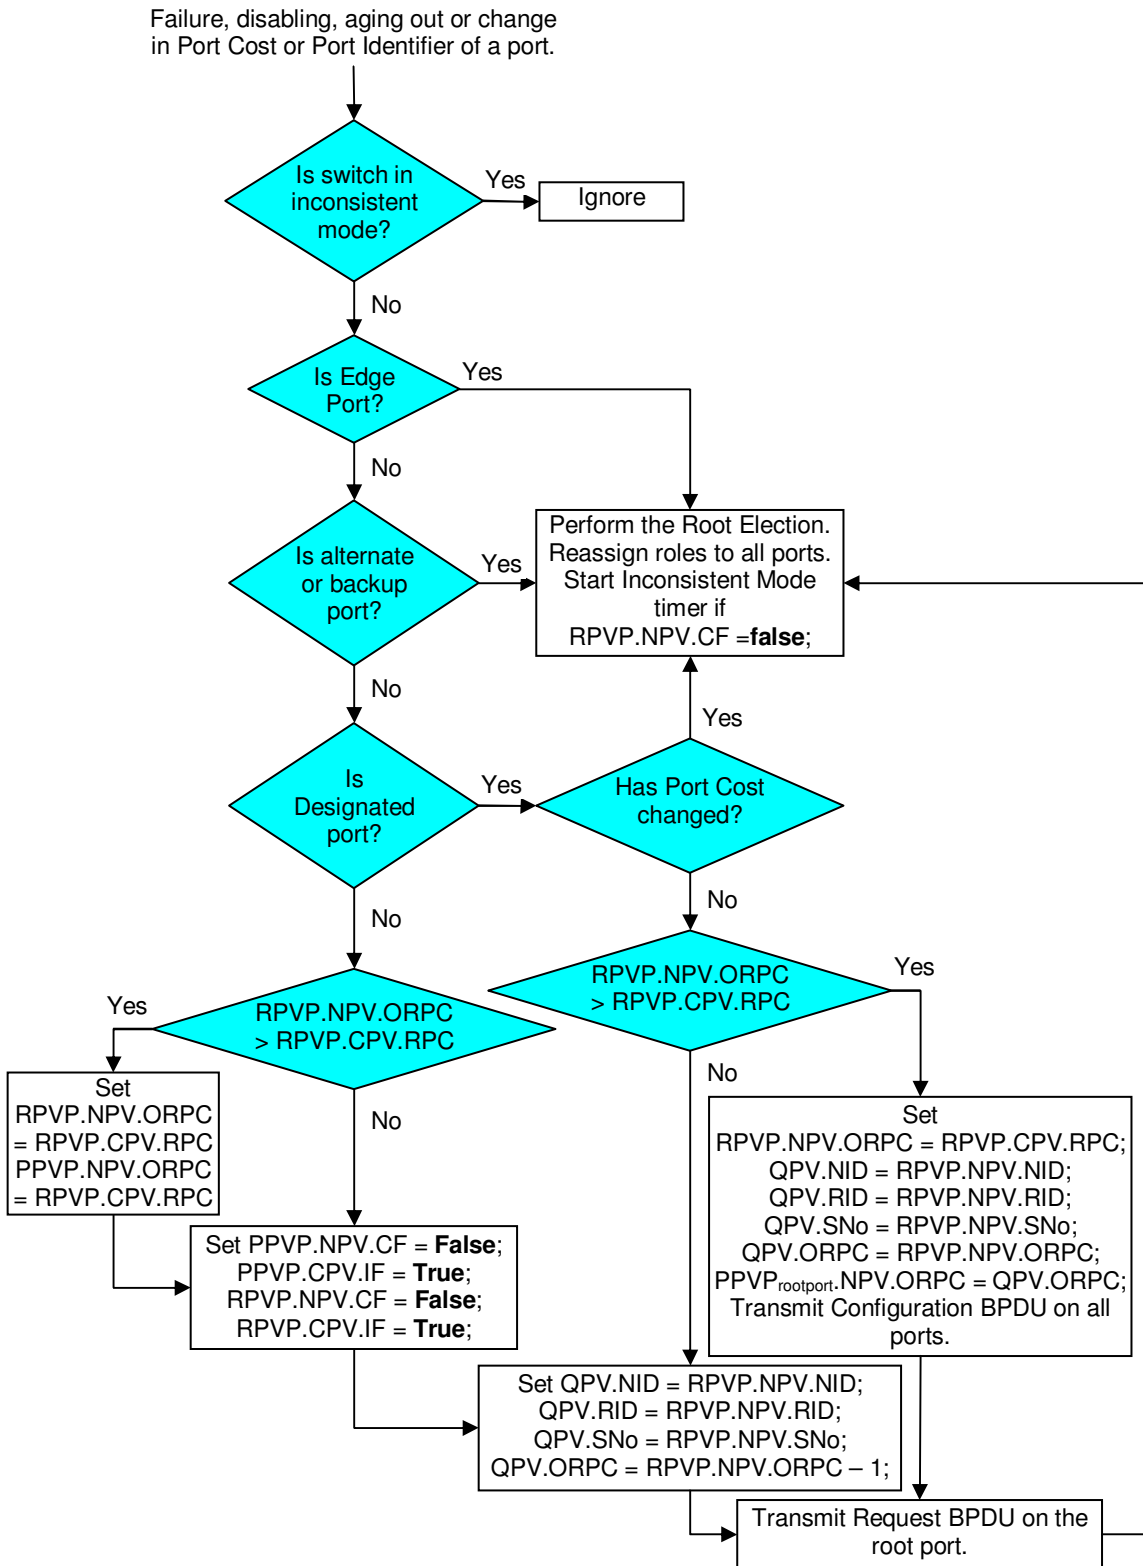 Failure, disabling, aging out or change
in Port Cost or Port Identifier of a port.
Is switch in
inconsistent
mode?
Yes
Ignore
No
Is Edge
Port?
Yes
No
Is alternate
or backup
port?
Yes
Perform the Root Election.
Reassign roles to all ports.
Start Inconsistent Mode
timer if
RPVP.NPV.CF =false;
No
Yes
Is
Designated
port?
Yes
Has Port Cost
changed?
No
No
RPVP.NPV.ORPC
> RPVP.CPV.RPC
Yes
RPVP.NPV.ORPC
> RPVP.CPV.RPC
Yes
No
No
Set
RPVP.NPV.ORPC
= RPVP.CPV.RPC
PPVP.NPV.ORPC
= RPVP.CPV.RPC
Set
RPVP.NPV.ORPC = RPVP.CPV.RPC;
QPV.NID = RPVP.NPV.NID;
QPV.RID = RPVP.NPV.RID;
QPV.SNo = RPVP.NPV.SNo;
QPV.ORPC = RPVP.NPV.ORPC;
PPVProotport.NPV.ORPC = QPV.ORPC;
Transmit Configuration BPDU on all
ports.
Set PPVP.NPV.CF = False;
PPVP.CPV.IF = True;
RPVP.NPV.CF = False;
RPVP.CPV.IF = True;
Set QPV.NID = RPVP.NPV.NID;
QPV.RID = RPVP.NPV.RID;
QPV.SNo = RPVP.NPV.SNo;
QPV.ORPC = RPVP.NPV.ORPC – 1;
Transmit Request BPDU on the
root port.